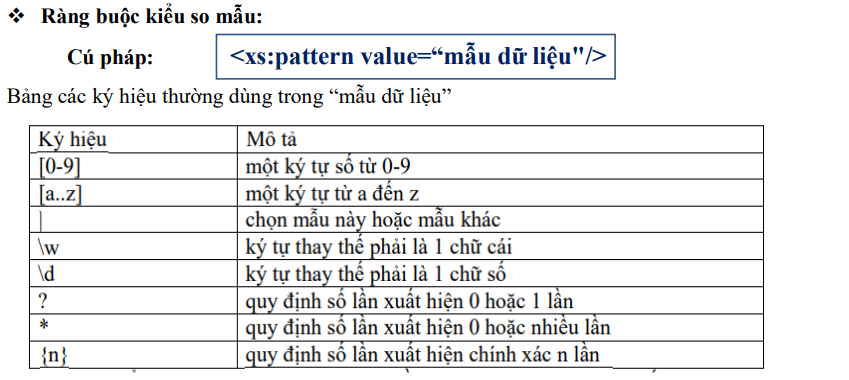 ❖ Ràng buộc kiểu so mẫu:
Cú pháp: <xs:pattern value=“mẫu dữ liệu"/>
Bảng các ký hiệu thường dùng trong “mẫu dữ liệu”
Ký hiệu Mô tả
[0-9] một ký tự số từ 0-9
[a..z] một ký tự từ a đến z
| chọn mẫu này hoặc mẫu khác
\w ký tự thay thế phải là 1 chữ cái
\d ký tự thay thế phải là 1 chữ số
? quy định số lần xuất hiện 0 hoặc 1 lần
* quy định số lần xuất hiện 0 hoặc nhiều lần
{n} quy định số lần xuất hiện chính xác n lần